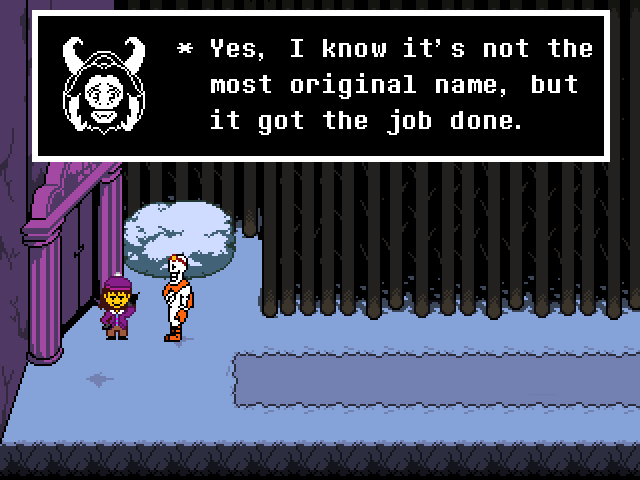 * Yes, I know it's not the
most original name, but
it got the job done.